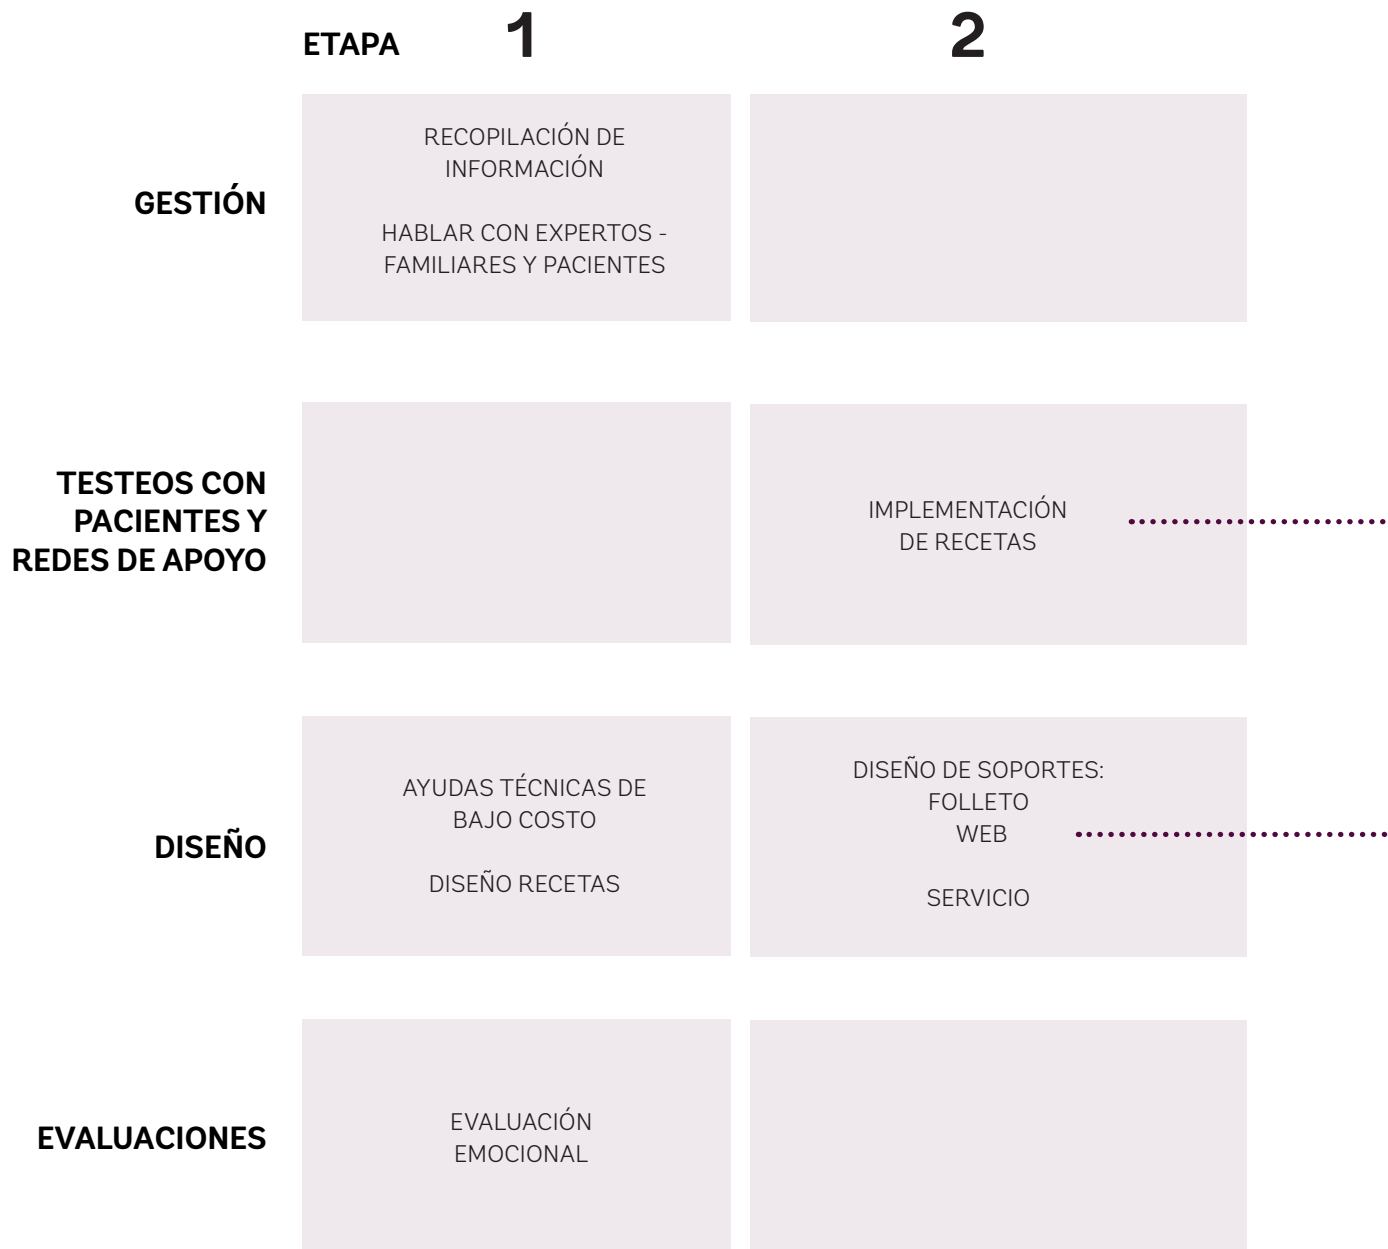 ETAPA 1 2
GESTIÓN
RECOPILACIÓN DE
INFORMACIÓN
HABLAR CON EXPERTOS -
FAMILIARES Y PACIENTES
TESTEOS CON
PACIENTES Y
REDES DE APOYO
IMPLEMENTACIÓN
DE RECETAS
DISEÑO
AYUDAS TÉCNICAS DE
BAJO COSTO
DISEÑO RECETAS
DISEÑO DE SOPORTES:
FOLLETO
WEB
SERVICIO
EVALUACIONES
EVALUACIÓN
EMOCIONAL